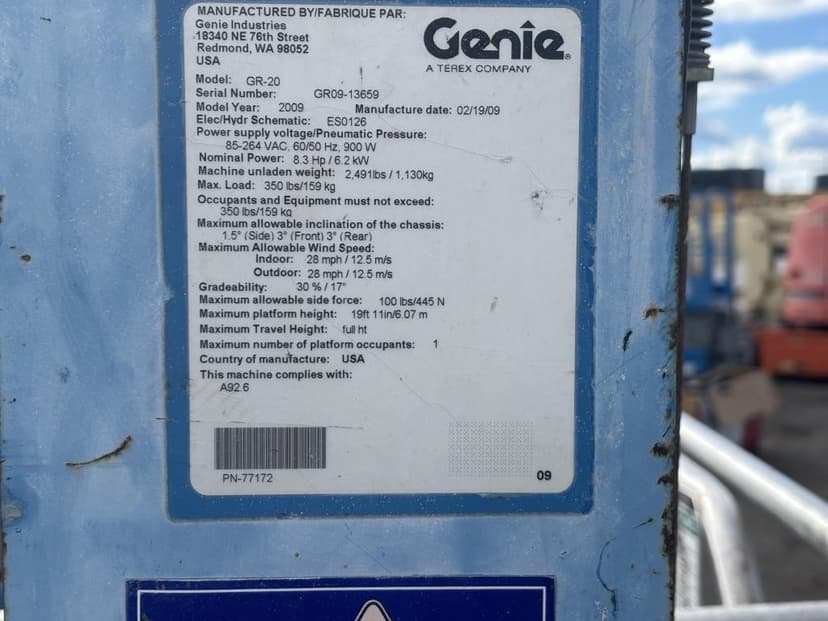 MANUFACTURED BY/FABRIQUE PAR:
Genie Industries
18340 NE 76th Street
Redmond, WA 98052
USA
Genie
A TEREX COMPANY
Model: GR-20
Serial Number: GR09-13659
Model Year: 2009 Manufacture date: 02/19/09
Elec/Hydr Schematic: ES0126
Power supply voltage/Pneumatic Pressure:
85-264 VAC, 60/50 Hz, 900 W
Nominal Power: 8.3 Hp / 6.2 kW
Machine unladen weight: 2,491lbs / 1,130kg
Max. Load: 350 lbs/159 kg
Occupants and Equipment must not exceed:
350 lbs/159 kg
Maximum allowable inclination of the chassis:
1.5° (Side) 3° (Front) 3° (Rear)
Maximum Allowable Wind Speed:
Indoor: 28 mph / 12.5 m/s
Outdoor: 28 mph / 12.5 m/s
Gradeability: 30 % / 17°
Maximum allowable side force: 100 lbs/445 N
Maximum platform height: 19ft 11in/6.07 m
Maximum Travel Height: full ht
Maximum number of platform occupants: 1
Country of manufacture: USA
This machine complies with:
A92.6
PN-77172
09